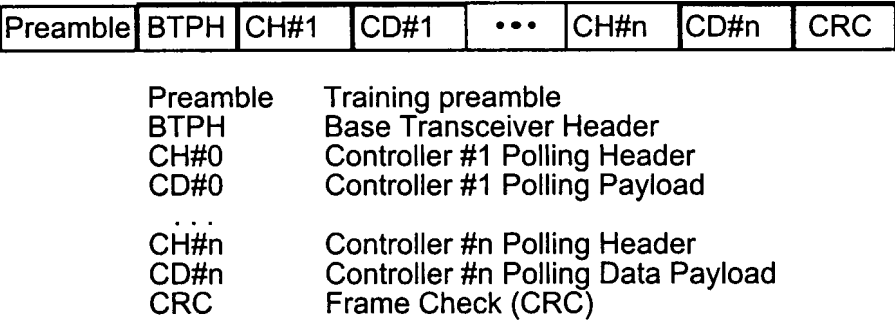 Preamble BTPH CH#1 CD#1 ••• CH#n CD#n CRC
Preamble Training preamble
BTPH Base Transceiver Header
CH#0 Controller #1 Polling Header
CD#0 Controller #1 Polling Payload
. . .
CH#n Controller #n Polling Header
CD#n Controller #n Polling Data Payload
CRC Frame Check (CRC)